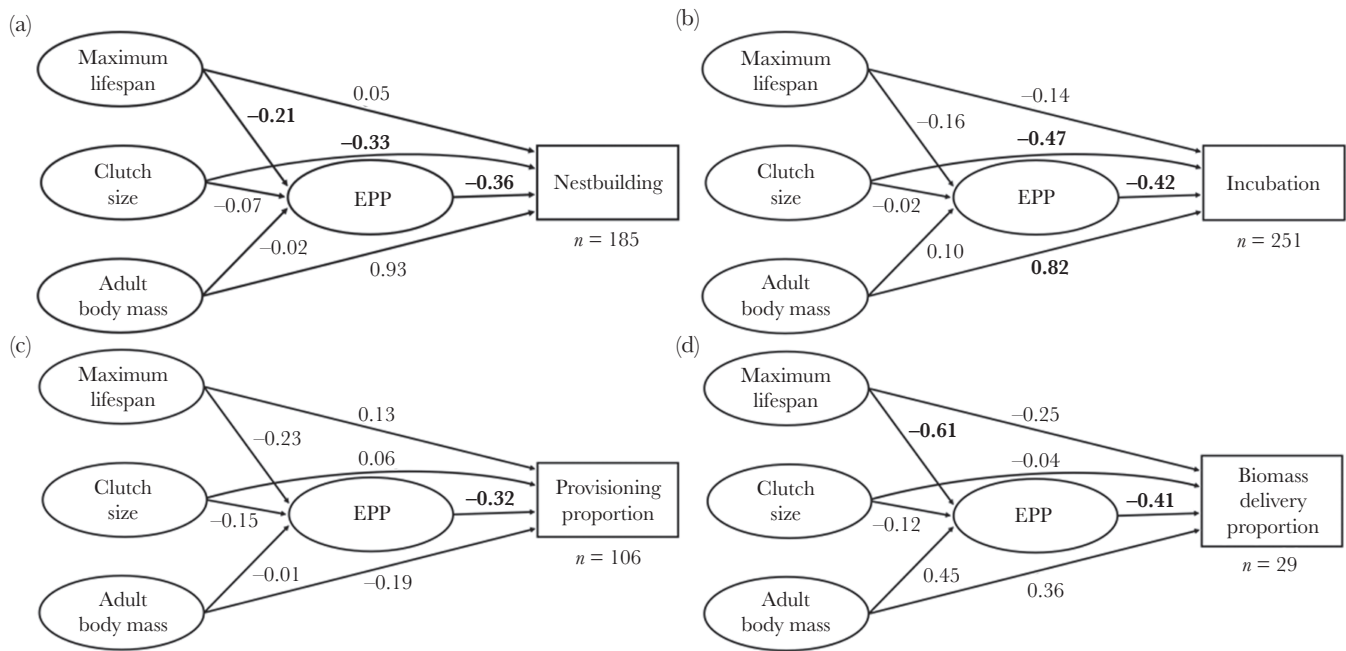 (a)
Maximum
lifespan
0.05
–0.21
–0.33
Clutch
size
–0.07
EPP
–0.36
Nestbuilding
n = 185
–0.02
0.93
Adult
body mass
(b)
Maximum
lifespan
–0.14
–0.16
–0.47
Clutch
size
–0.02
EPP
–0.42
Incubation
n = 251
0.10
0.82
Adult
body mass
(c)
Maximum
lifespan
0.13
–0.23
0.06
Clutch
size
–0.15
EPP
–0.32
Provisioning
proportion
n = 106
–0.01
–0.19
Adult
body mass
(d)
Maximum
lifespan
–0.25
–0.61
–0.04
Clutch
size
–0.12
EPP
–0.41
Biomass
delivery
proportion
n = 29
0.45
0.36
Adult
body mass